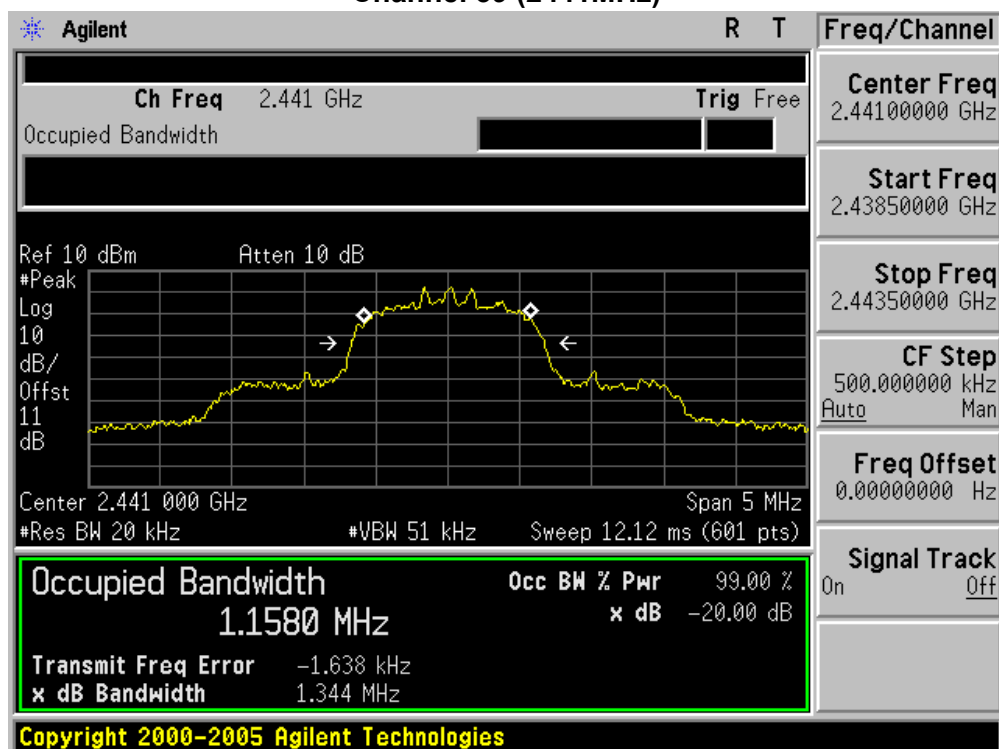 Agilent R T Freq/Channel
Ch Freq 2.441 GHz Trig Free
Occupied Bandwidth
Center Freq
2.44100000 GHz
Start Freq
2.43850000 GHz
Stop Freq
2.44350000 GHz
CF Step
500.000000 kHz
Auto Man
Freq Offset
0.00000000 Hz
Signal Track
On Off
Ref 10 dBm Atten 10 dB
#Peak
Log
10
dB/
Offst
11
dB
Center 2.441 000 GHz Span 5 MHz
#Res BW 20 kHz #VBW 51 kHz Sweep 12.12 ms (601 pts)
Occupied Bandwidth Occ BW % Pwr 99.00 %
1.1580 MHz x dB -20.00 dB
Transmit Freq Error -1.638 kHz
x dB Bandwidth 1.344 MHz
Copyright 2000-2005 Agilent Technologies